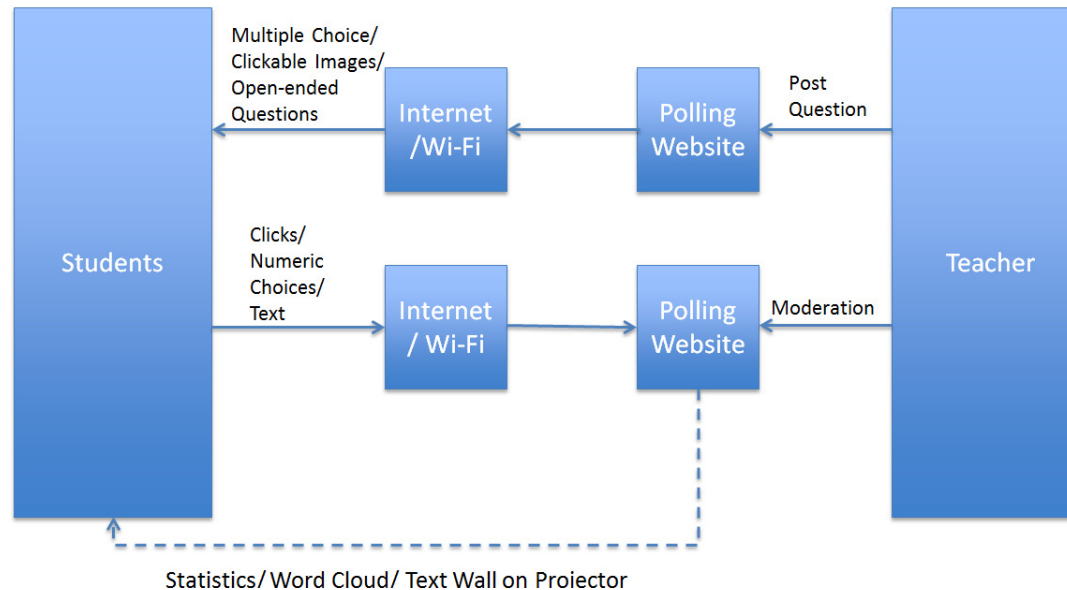 Multiple Choice/
Clickable Images/
Open-ended
Questions
Internet
/Wi-Fi
Polling
Website
Post
Question
Students
Clicks/
Numeric
Choices/
Text
Internet
/ Wi-Fi
Polling
Website
Moderation
Teacher
Statistics/ Word Cloud/ Text Wall on Projector